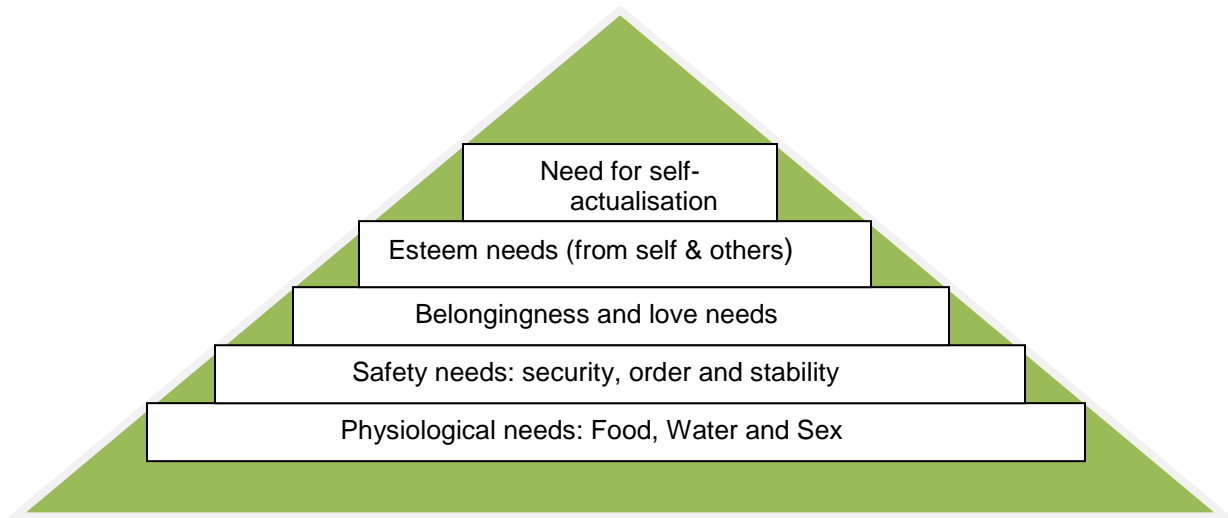 Need for self-
actualisation
Esteem needs (from self & others)
Belongingness and love needs
Safety needs: security, order and stability
Physiological needs: Food, Water and Sex